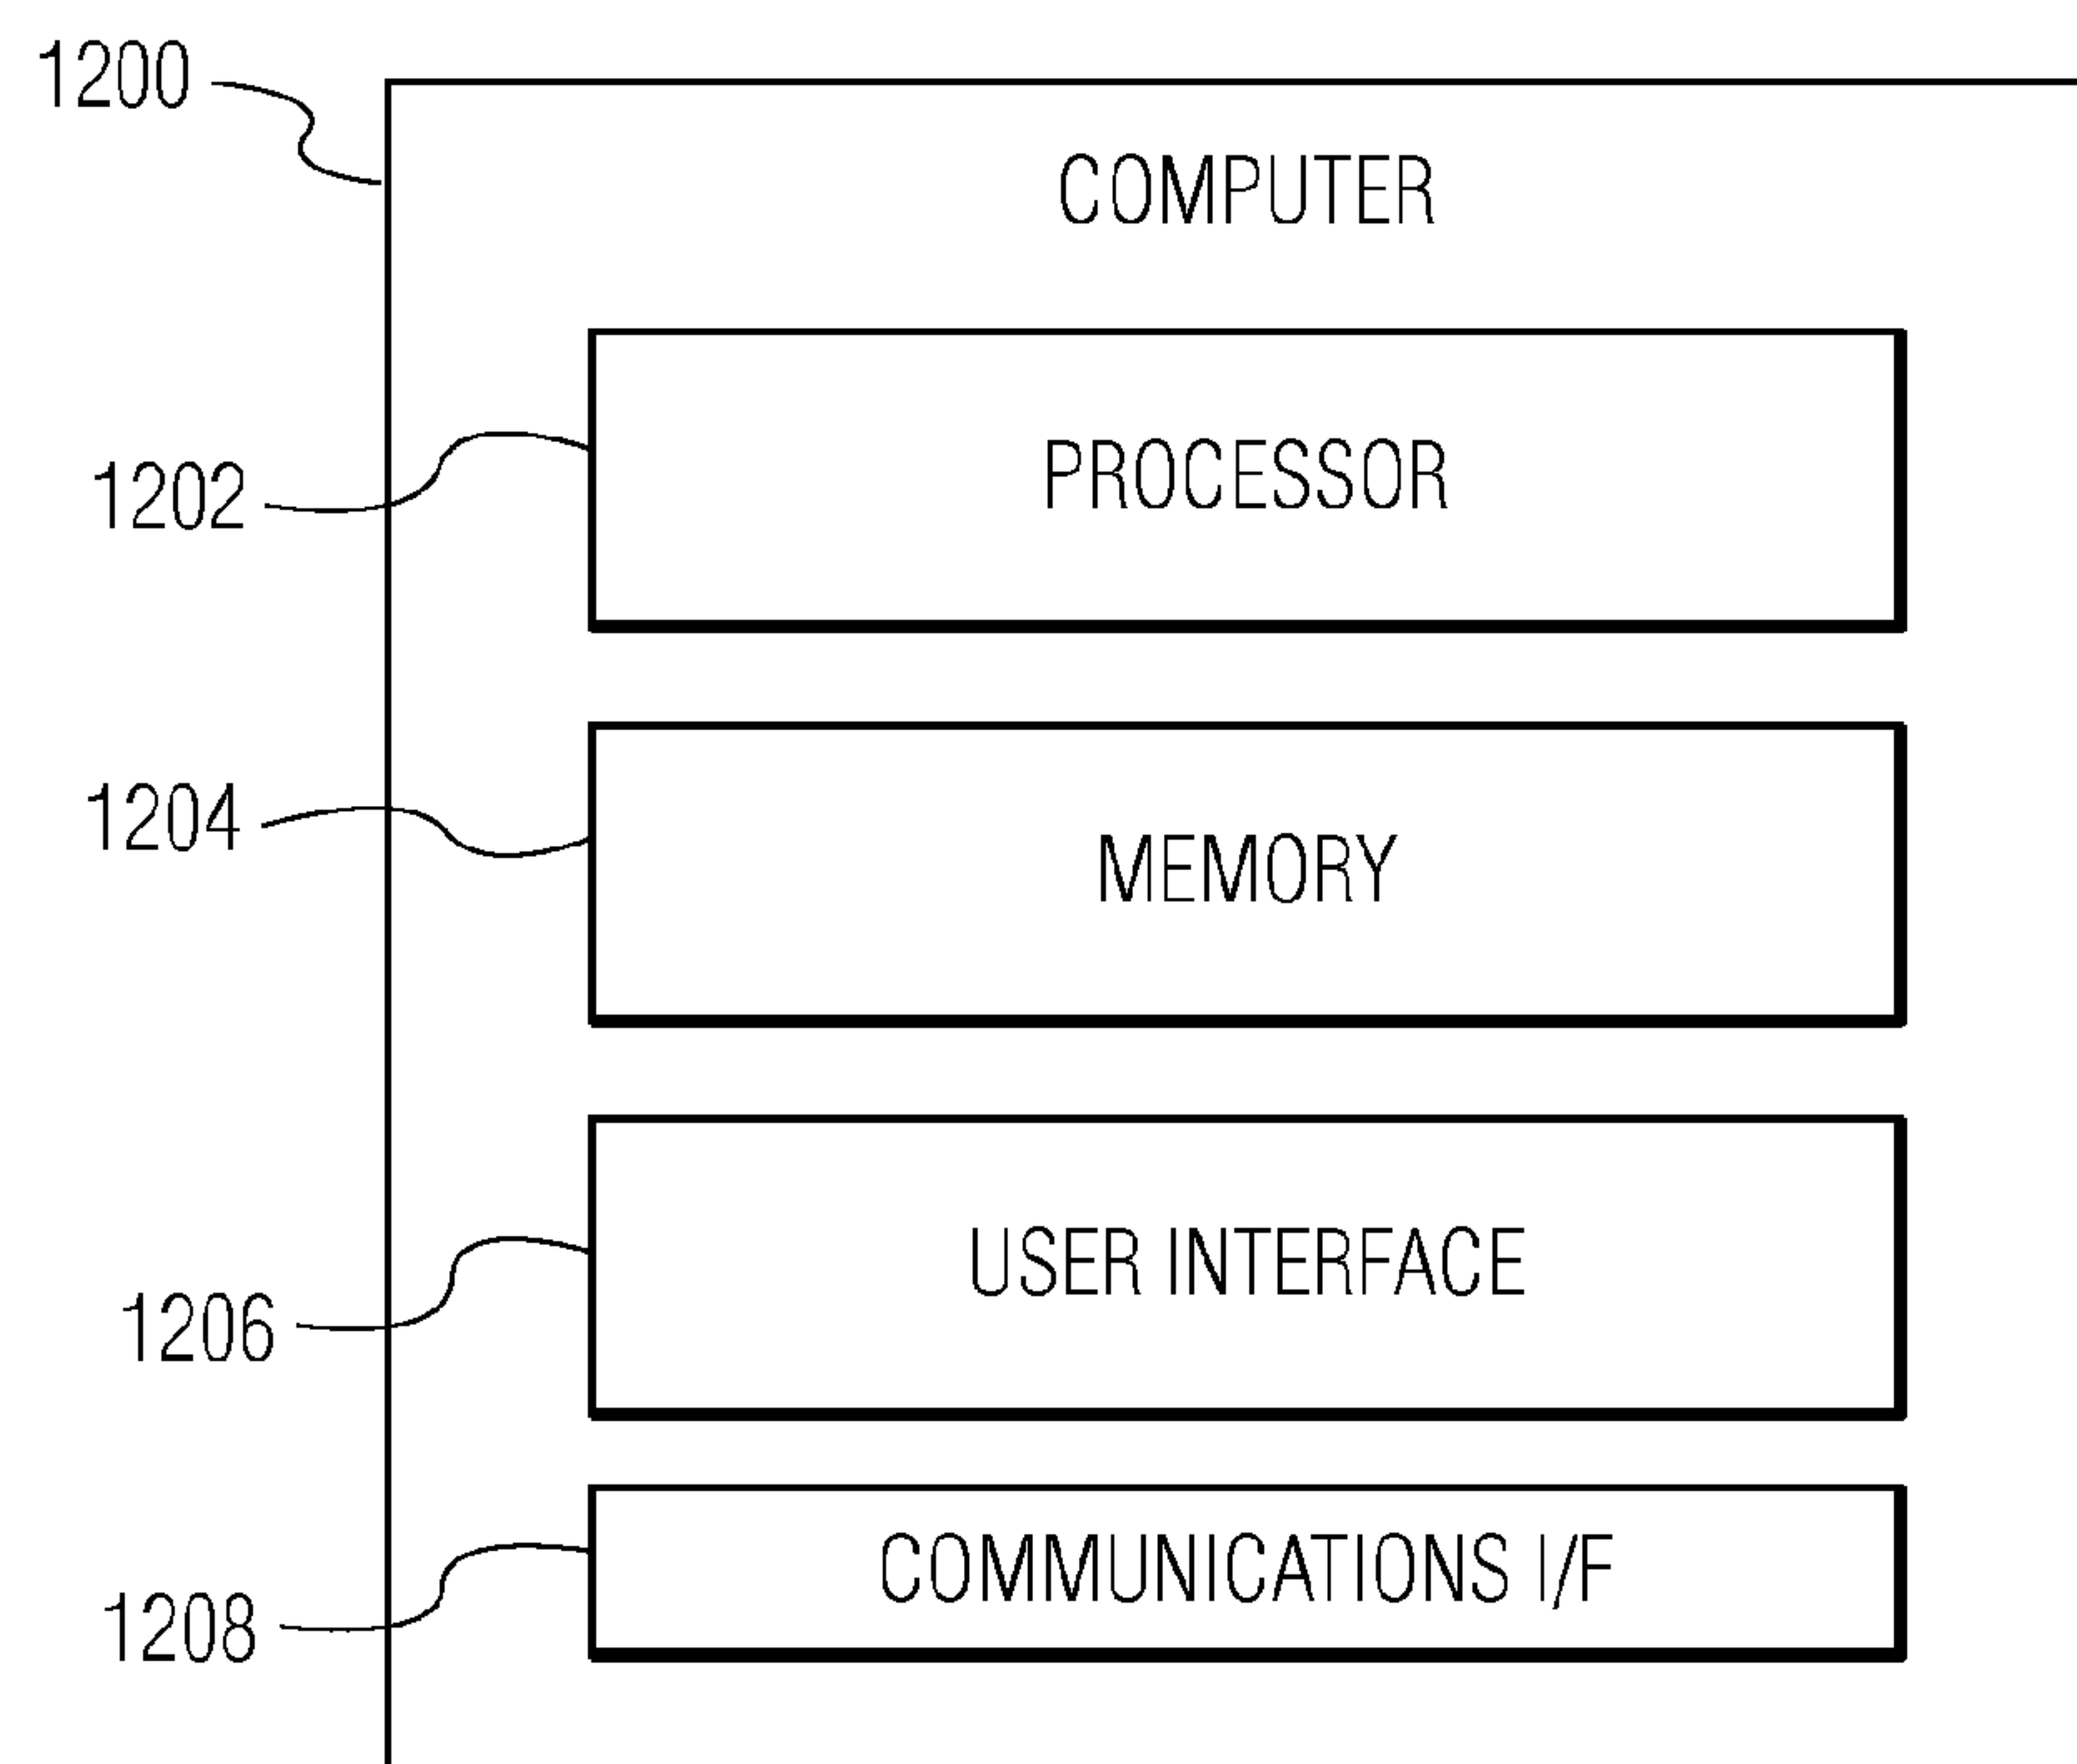 1200
COMPUTER
PROCESSOR
1202
1204
MEMORY
USER INTERFACE
1206
COMMUNICATIONS I/F
1208